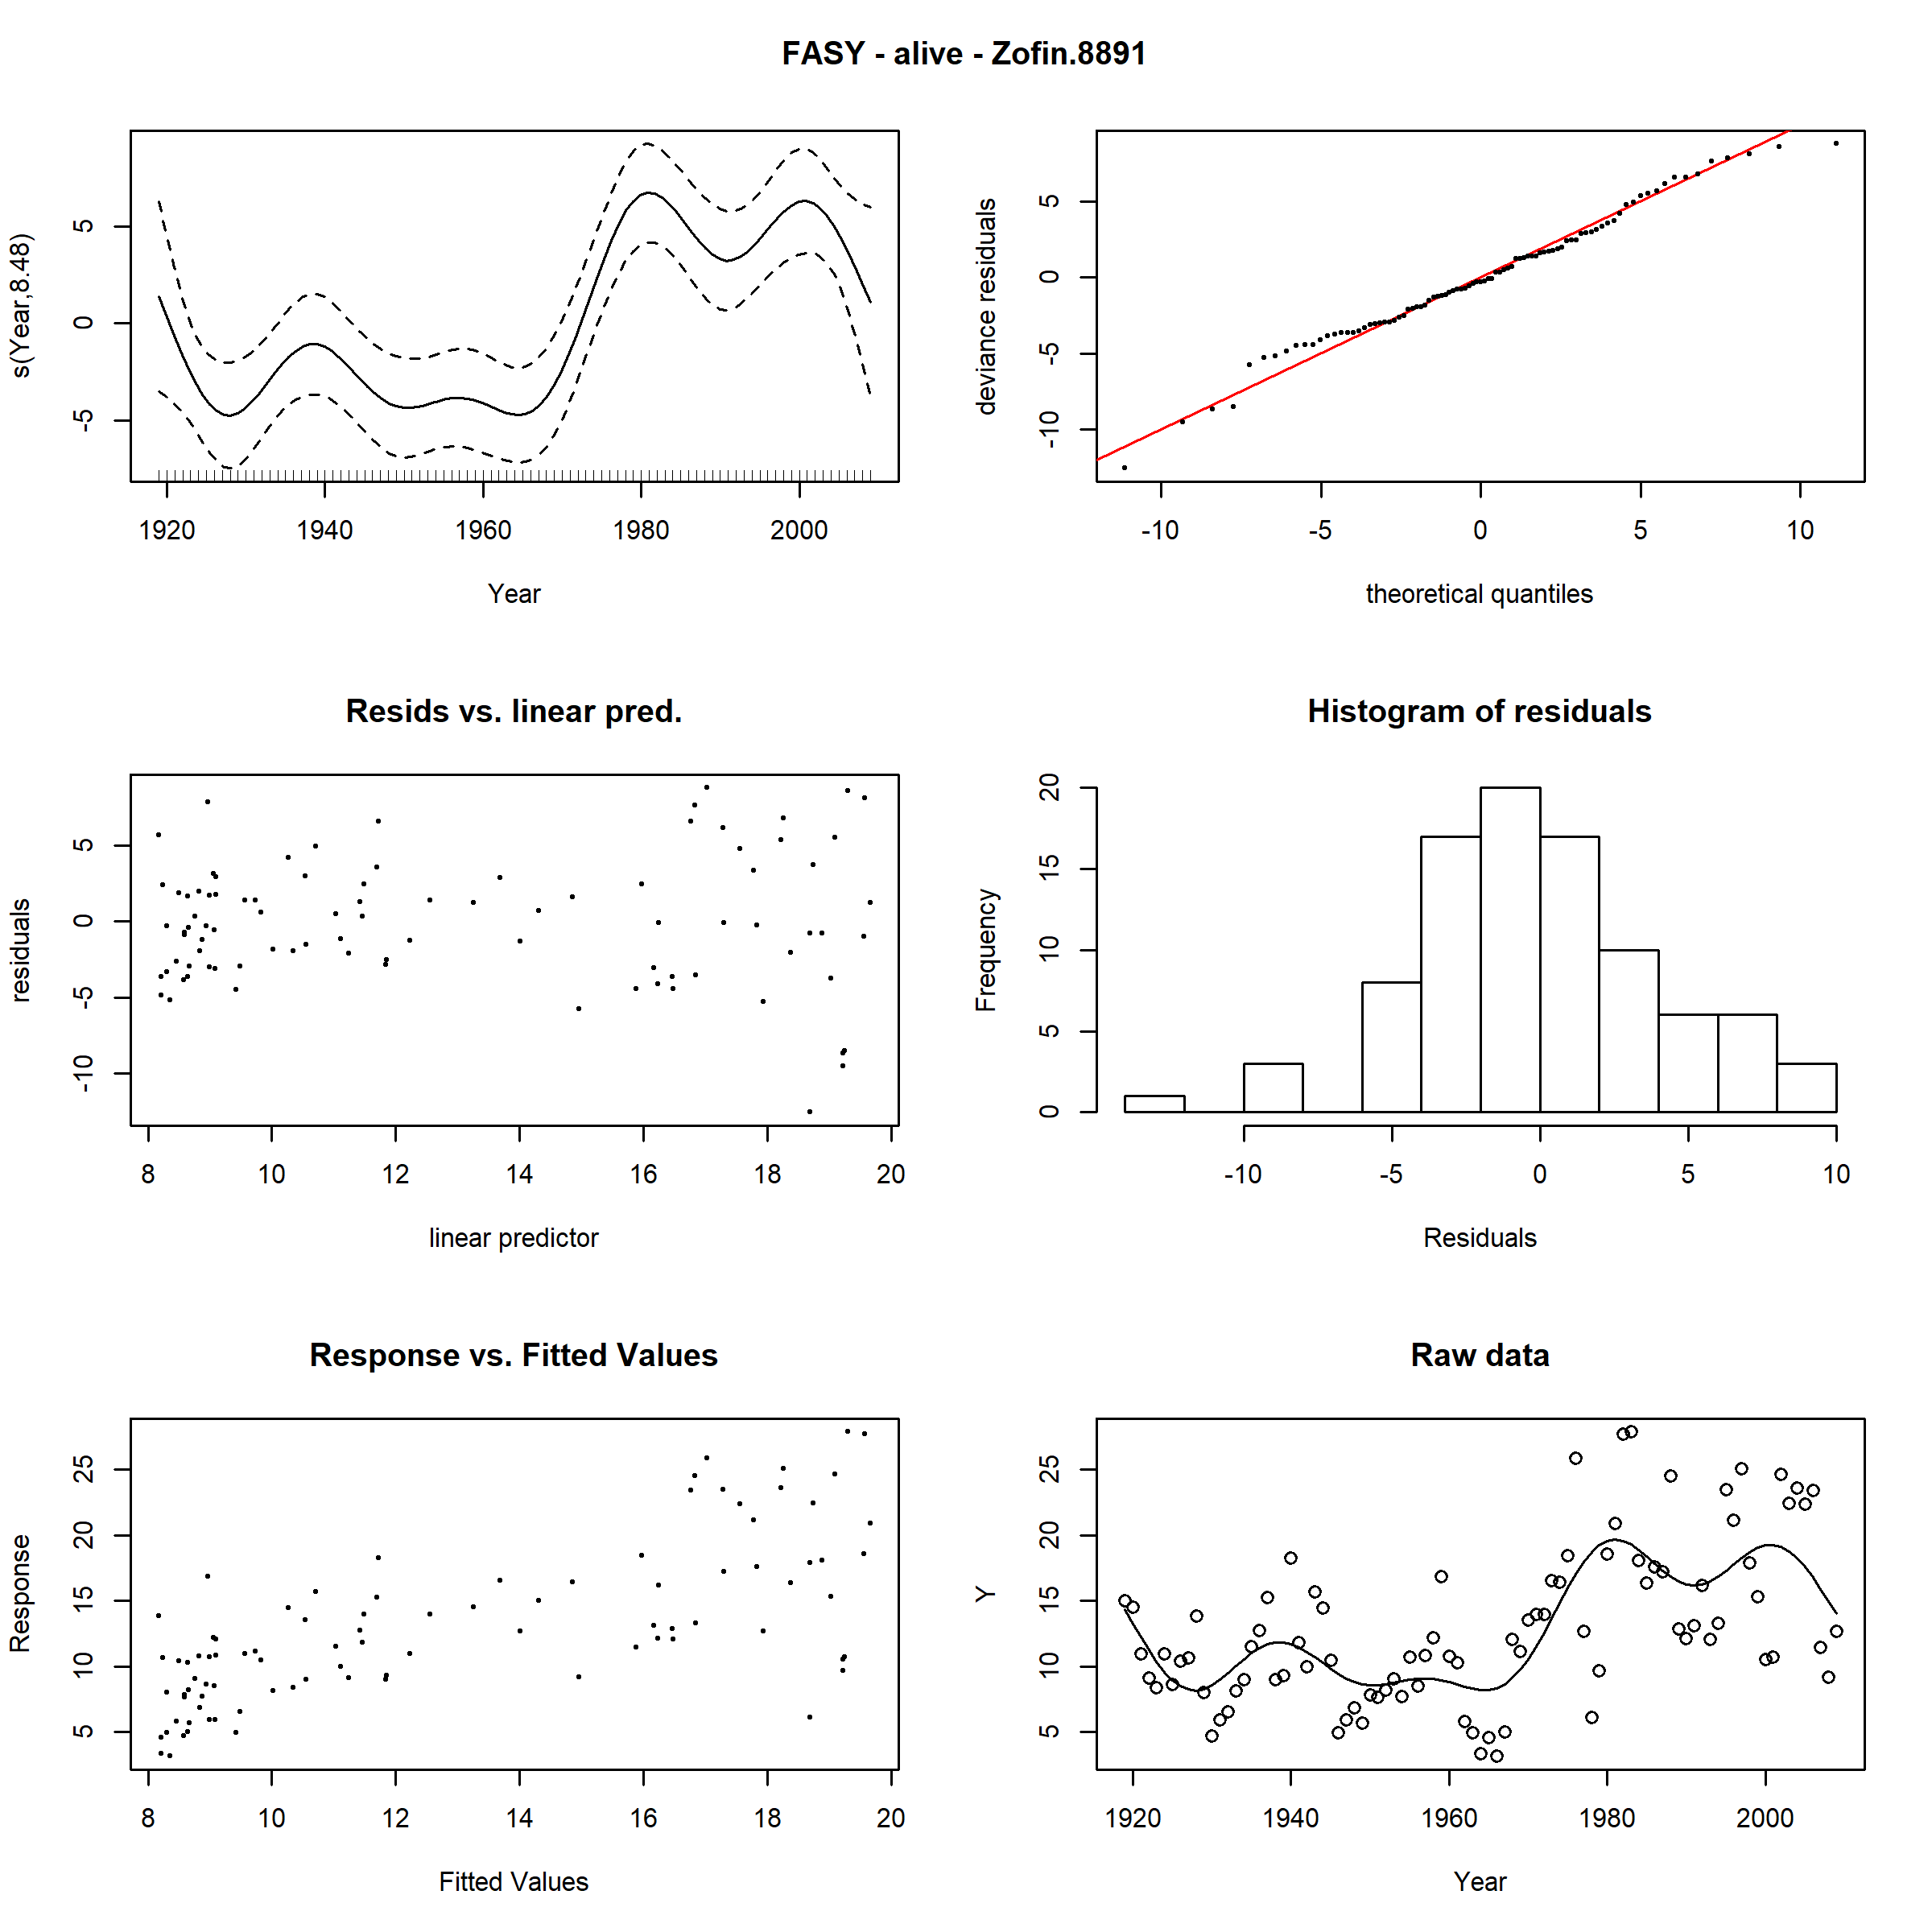 FASY - alive - Zofin.8891
s(Year,8.48)
5
0
-5
1920 1940 1960 1980 2000
Year
deviance residuals
5
0
-5
-10
-10 -5 0 5 10
theoretical quantiles
Resids vs. linear pred.
residuals
5
0
-5
-10
8 10 12 14 16 18 20
linear predictor
Histogram of residuals
Frequency
20
15
10
5
0
-10 -5 0 5 10
Residuals
Response vs. Fitted Values
Response
25
20
15
10
5
8 10 12 14 16 18 20
Fitted Values
Raw data
Y
25
20
15
10
5
1920 1940 1960 1980 2000
Year